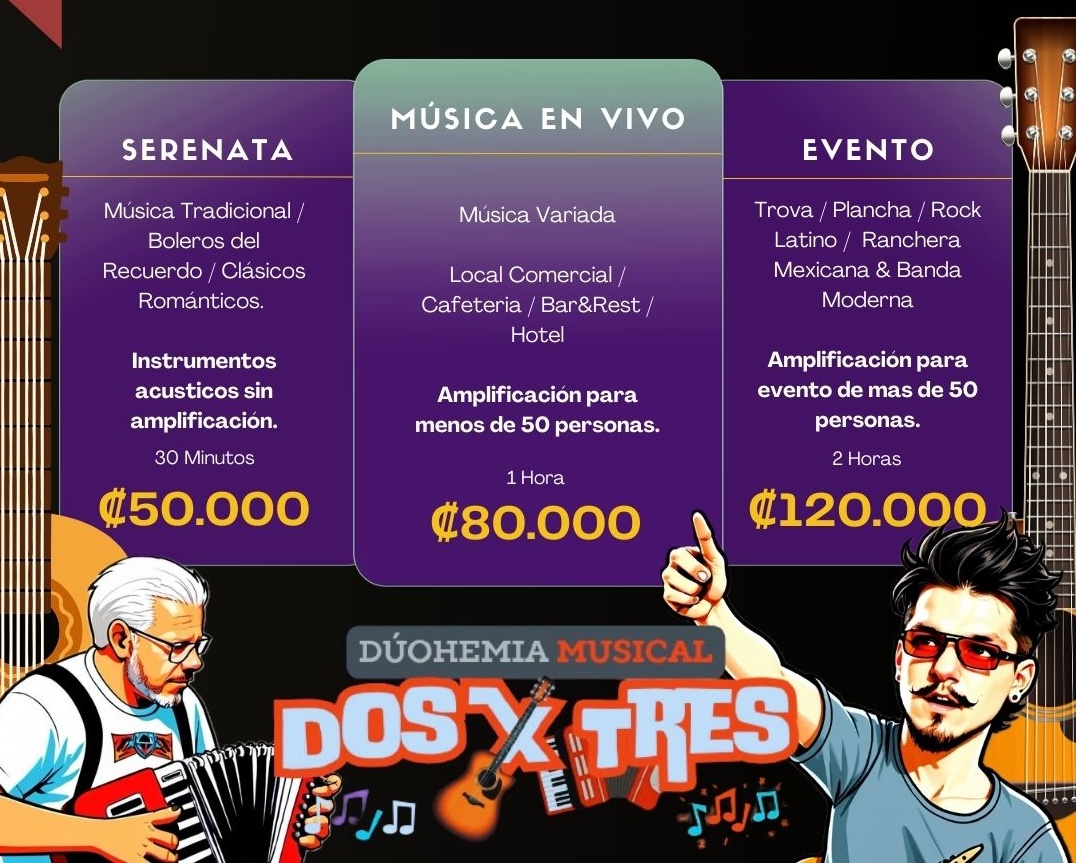 SERENATA
Música Tradicional /
Boleros del
Recuerdo / Clásicos
Románticos.
Instrumentos
acusticos sin
amplificación.
30 Minutos
₡50.000
MÚSICA EN VIVO
Música Variada
Local Comercial /
Cafeteria / Bar&Rest /
Hotel
Amplificación para
menos de 50 personas.
1 Hora
₡80.000
EVENTO
Trova / Plancha / Rock
Latino / Ranchera
Mexicana & Banda
Moderna
Amplificación para
evento de mas de 50
personas.
2 Horas
₡120.000
DÚOHEMIA MUSICAL
DOS X TRES